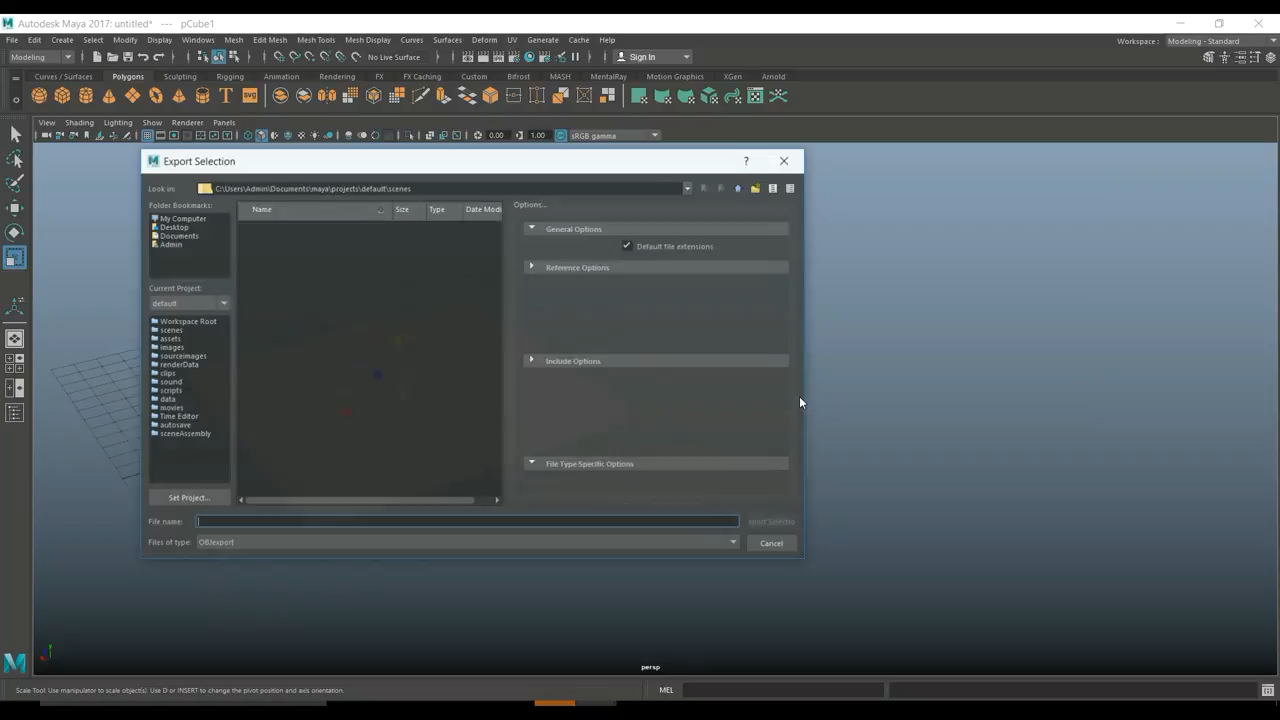 Autodesk Maya 2017: untitled* --- pCube1
File Edit Create Select Modify Display Windows Mesh Edit Mesh Mesh Tools Mesh Display Curves Surfaces Deform UV Generate Cache Help
Workspace : Modeling - Standard
Modeling
No Live Surface
Sign In
Curves / Surfaces Polygons Sculpting Rigging Animation Rendering FX FX Caching Custom Bifrost MASH MentalRay Motion Graphics XGen Arnold
T SVG
View Shading Lighting Show Renderer Panels
0.00 1.00 sRGB gamma
Export Selection ?
Look in: C:\Users\Admin\Documents\maya\projects\default\scenes
Folder Bookmarks:
My Computer
Desktop
Documents
Admin
Name Size Type Date Modi
Options...
General Options
Default file extensions
Reference Options
Include Options
File Type Specific Options
Current Project:
default
Workspace Root
scenes
assets
images
sourceimages
renderData
clips
sound
scripts
data
movies
Time Editor
autosave
sceneAssembly
Set Project...
File name:
xport Selectio
Files of type: OBJexport
Cancel
y
persp
Scale Tool: Use manipulator to scale object(s). Use D or INSERT to change the pivot position and axis orientation.
MEL